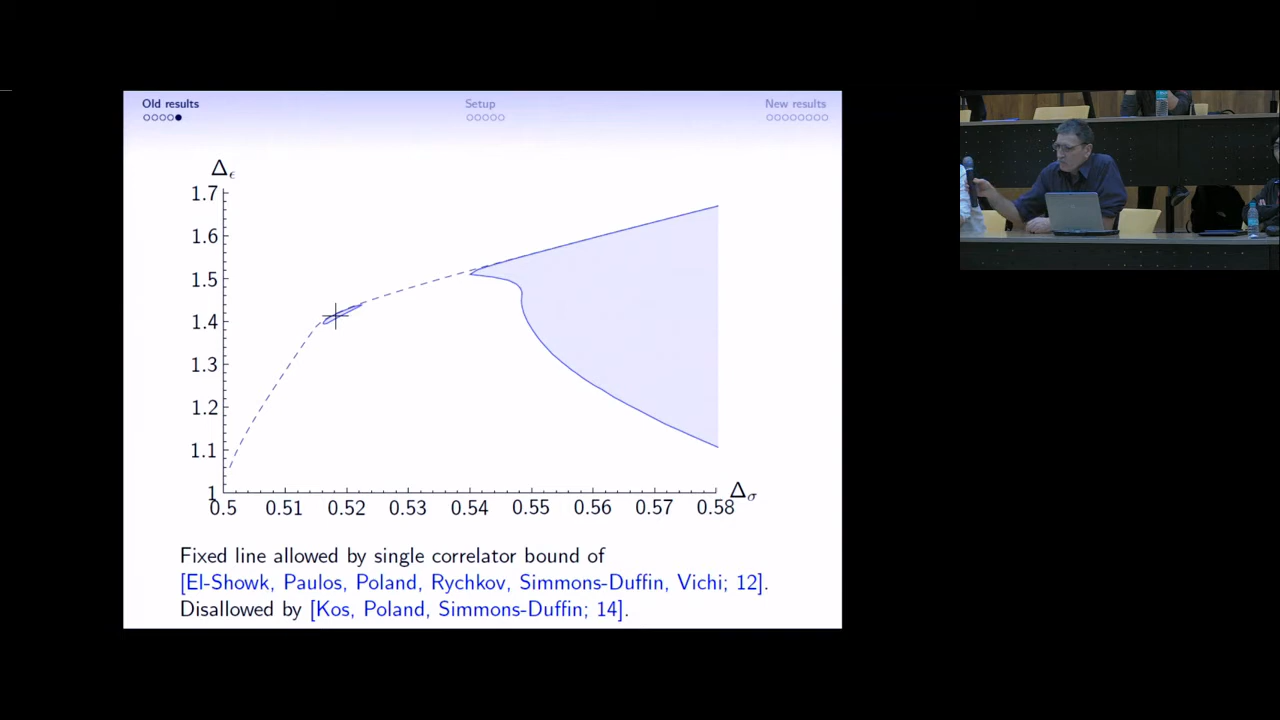 Old results
Setup
New results
Δϵ
1.7
1.6
1.5
1.4
1.3
1.2
1.1
1
0.5 0.51 0.52 0.53 0.54 0.55 0.56 0.57 0.58
Δσ
Fixed line allowed by single correlator bound of
[El-Showk, Paulos, Poland, Rychkov, Simmons-Duffin, Vichi; 12].
Disallowed by [Kos, Poland, Simmons-Duffin; 14].